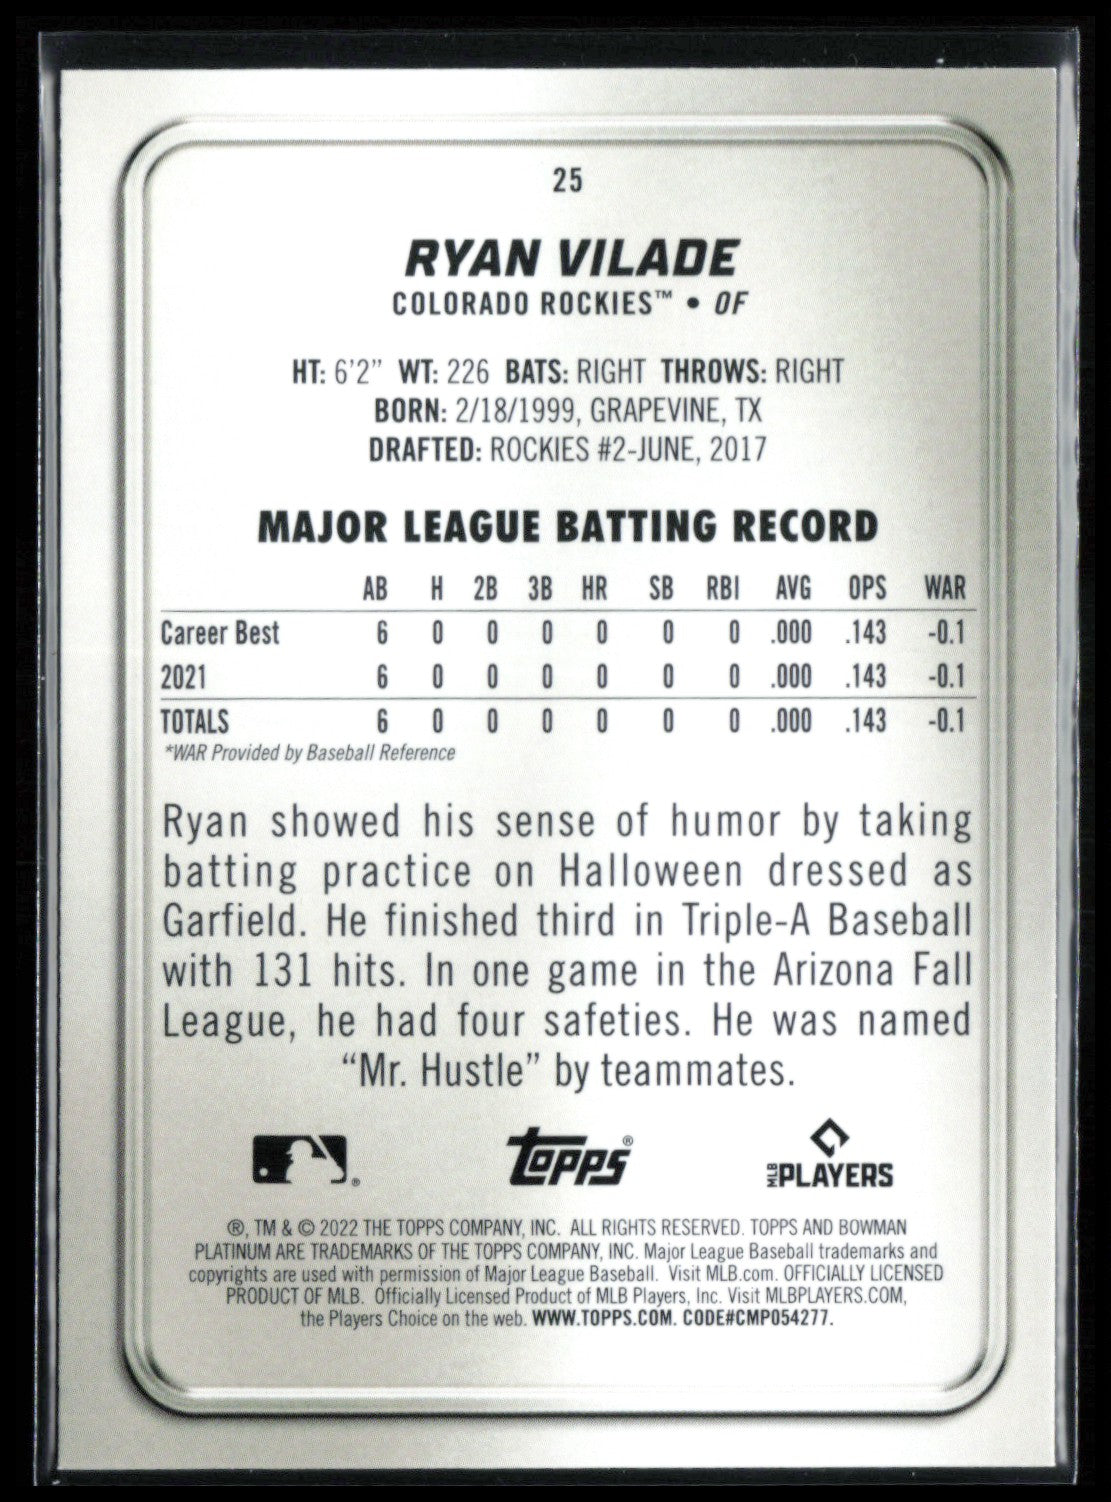 25
RYAN VILADE
COLORADO ROCKIES™ • OF
HT: 6'2" WT: 226 BATS: RIGHT THROWS: RIGHT
BORN: 2/18/1999, GRAPEVINE, TX
DRAFTED: ROCKIES #2-JUNE, 2017
MAJOR LEAGUE BATTING RECORD
AB H 2B 3B HR SB RBI AVG OPS WAR
Career Best 6 0 0 0 0 0 0 .000 .143 -0.1
2021 6 0 0 0 0 0 0 .000 .143 -0.1
TOTALS 6 0 0 0 0 0 0 .000 .143 -0.1
*WAR Provided by Baseball Reference
Ryan showed his sense of humor by taking
batting practice on Halloween dressed as
Garfield. He finished third in Triple-A Baseball
with 131 hits. In one game in the Arizona Fall
League, he had four safeties. He was named
“Mr. Hustle” by teammates.
® Topps® MLB PLAYERS
®, TM & © 2022 THE TOPPS COMPANY, INC. ALL RIGHTS RESERVED. TOPPS AND BOWMAN
PLATINUM ARE TRADEMARKS OF THE TOPPS COMPANY, INC. Major League Baseball trademarks and
copyrights are used with permission of Major League Baseball. Visit MLB.com. OFFICIALLY LICENSED
PRODUCT OF MLB. Officially Licensed Product of MLB Players, Inc. Visit MLBPLAYERS.COM,
the Players Choice on the web. WWW.TOPPS.COM. CODE#CMP054277.